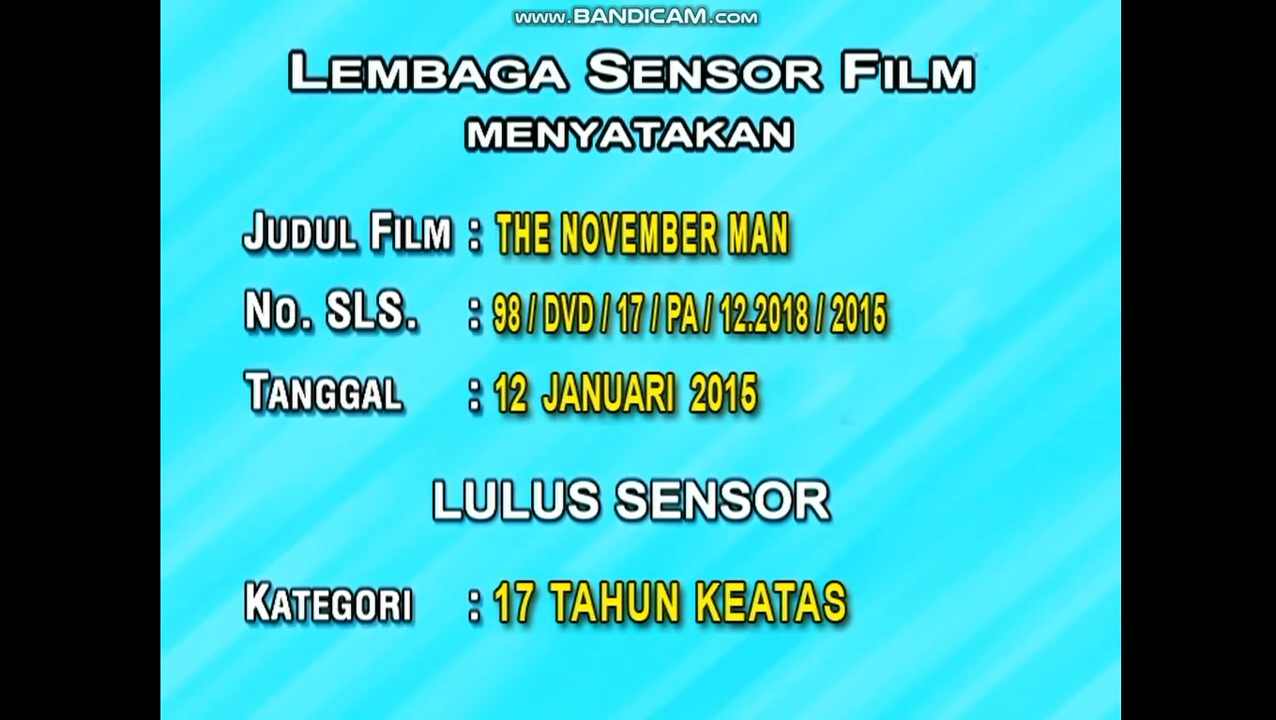 www.BANDICAM.com
LEMBAGA SENSOR FILM
MENYATAKAN
JUDUL FILM : THE NOVEMBER MAN
NO. SLS. : 98 / DVD / 17 / PA / 12.2018 / 2015
TANGGAL : 12 JANUARI 2015
LULUS SENSOR
KATEGORI : 17 TAHUN KEATAS